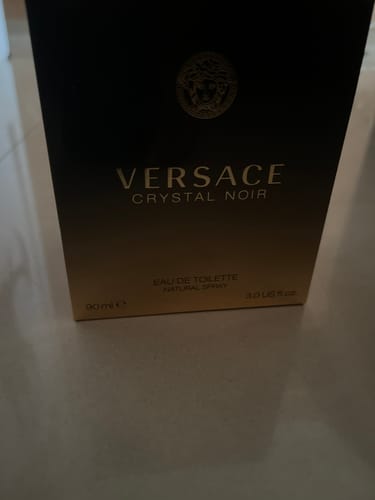 VERSACE
CRYSTAL NOIR
EAU DE TOILETTE
NATURAL SPRAY
90 ml ℮ 3.0 US fl.oz.